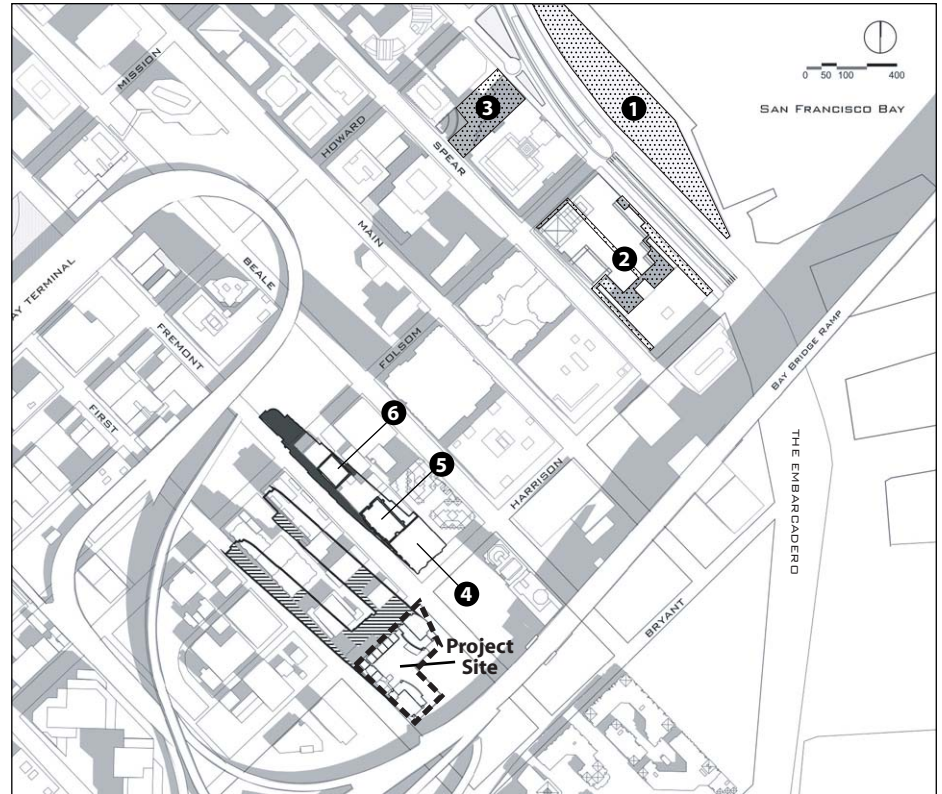 MISSION
HOWARD
SPEAR
MAIN
BEALE
AY TERMINAL
FREMONT
FIRST
FOLSOM
HARRISON
BRYANT
THE EMBARCADERO
BAY BRIDGE RAMP
SAN FRANCISCO BAY
0 50 100 400
1
2
3
4
5
6
Project
Site